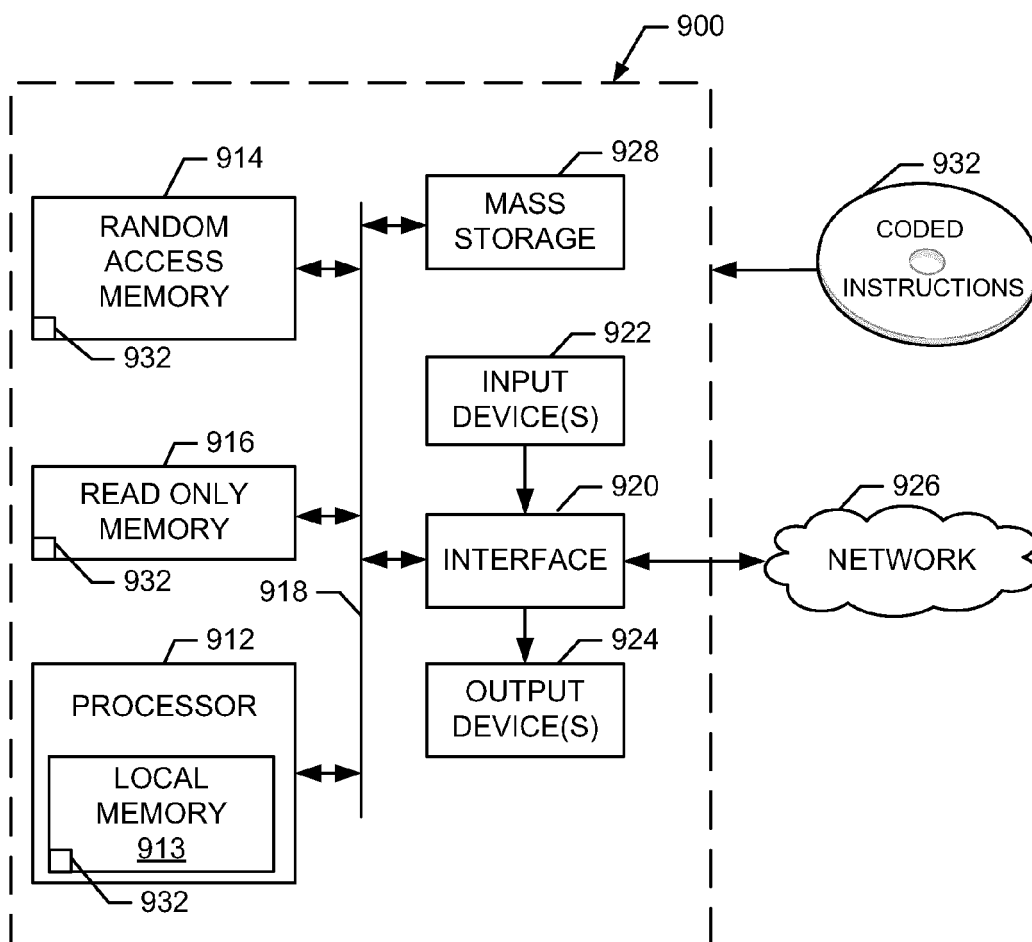 900
914
RANDOM
ACCESS
MEMORY
932
928
MASS
STORAGE
932
CODED
INSTRUCTIONS
922
INPUT
DEVICE(S)
916
READ ONLY
MEMORY
932
920
INTERFACE
926
NETWORK
918
912
PROCESSOR
LOCAL
MEMORY
913
932
924
OUTPUT
DEVICE(S)